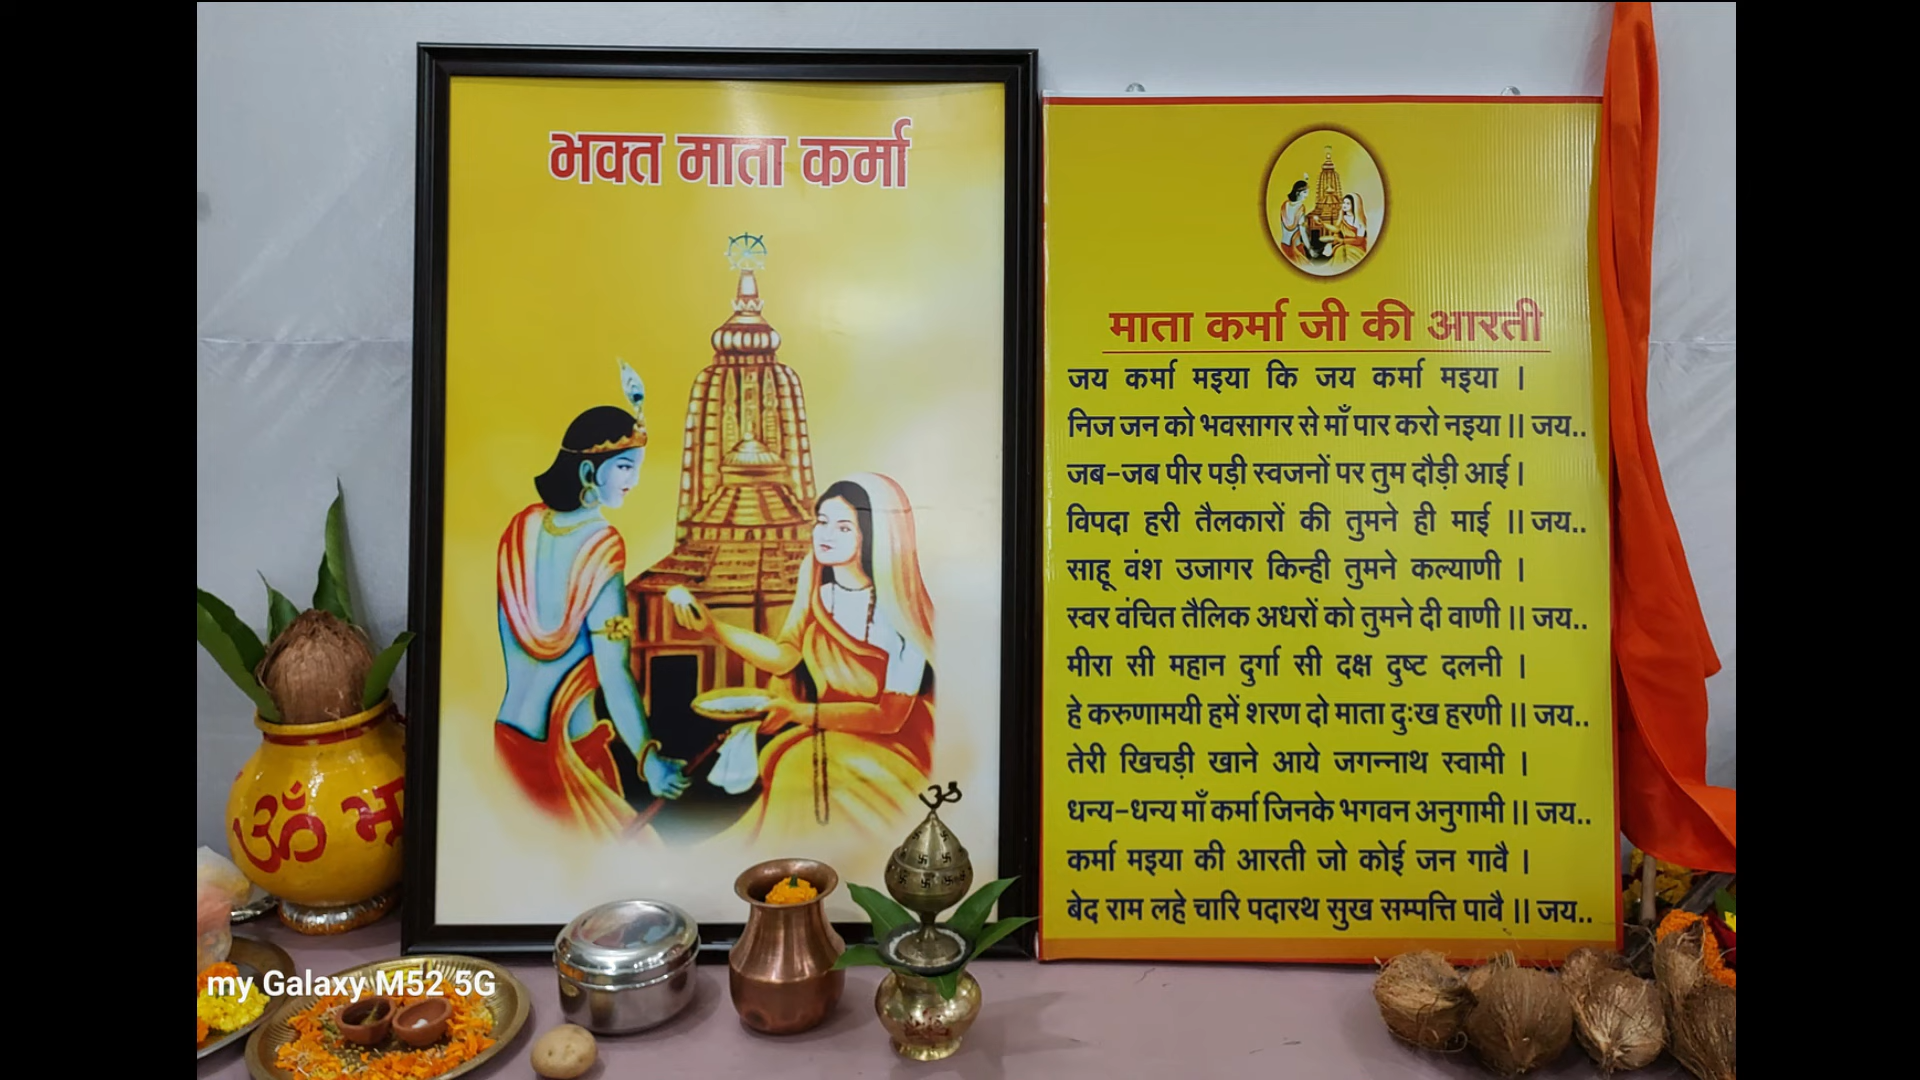 भक्त माता कर्मा
माता कर्मा जी की आरती
जय कर्मा मइया कि जय कर्मा मइया ।
निज जन को भवसागर से माँ पार करो नइया ।। जय..
जब-जब पीर पड़ी स्वजनों पर तुम दौड़ी आई ।
विपदा हरी तैलकारों की तुमने ही माई ।। जय..
साहू वंश उजागर किन्ही तुमने कल्याणी ।
स्वर वंचित तैलिक अधरों को तुमने दी वाणी ।। जय..
मीरा सी महान दुर्गा सी दक्ष दुष्ट दलनी ।
हे करुणामयी हमें शरण दो माता दुःख हरणी ।। जय..
तेरी खिचड़ी खाने आये जगन्नाथ स्वामी ।
धन्य-धन्य माँ कर्मा जिनके भगवन अनुगामी ।। जय..
कर्मा मइया की आरती जो कोई जन गावै ।
बेद राम लहे चारि पदारथ सुख सम्पत्ति पावै ।। जय..
ॐ
my Galaxy M52 5G